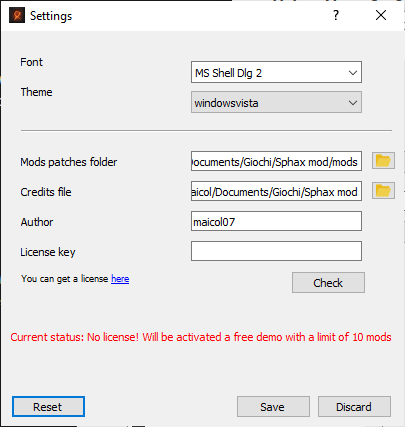 Settings
Font
MS Shell Dlg 2
Theme
windowsvista
Mods patches folder
Documents/Giochi/Sphax mod/mods
Credits file
aicol/Documents/Giochi/Sphax mod
Author
maicol07
License key
You can get a license here
Check
Current status: No license! Will be activated a free demo with a limit of 10 mods
Reset
Save
Discard